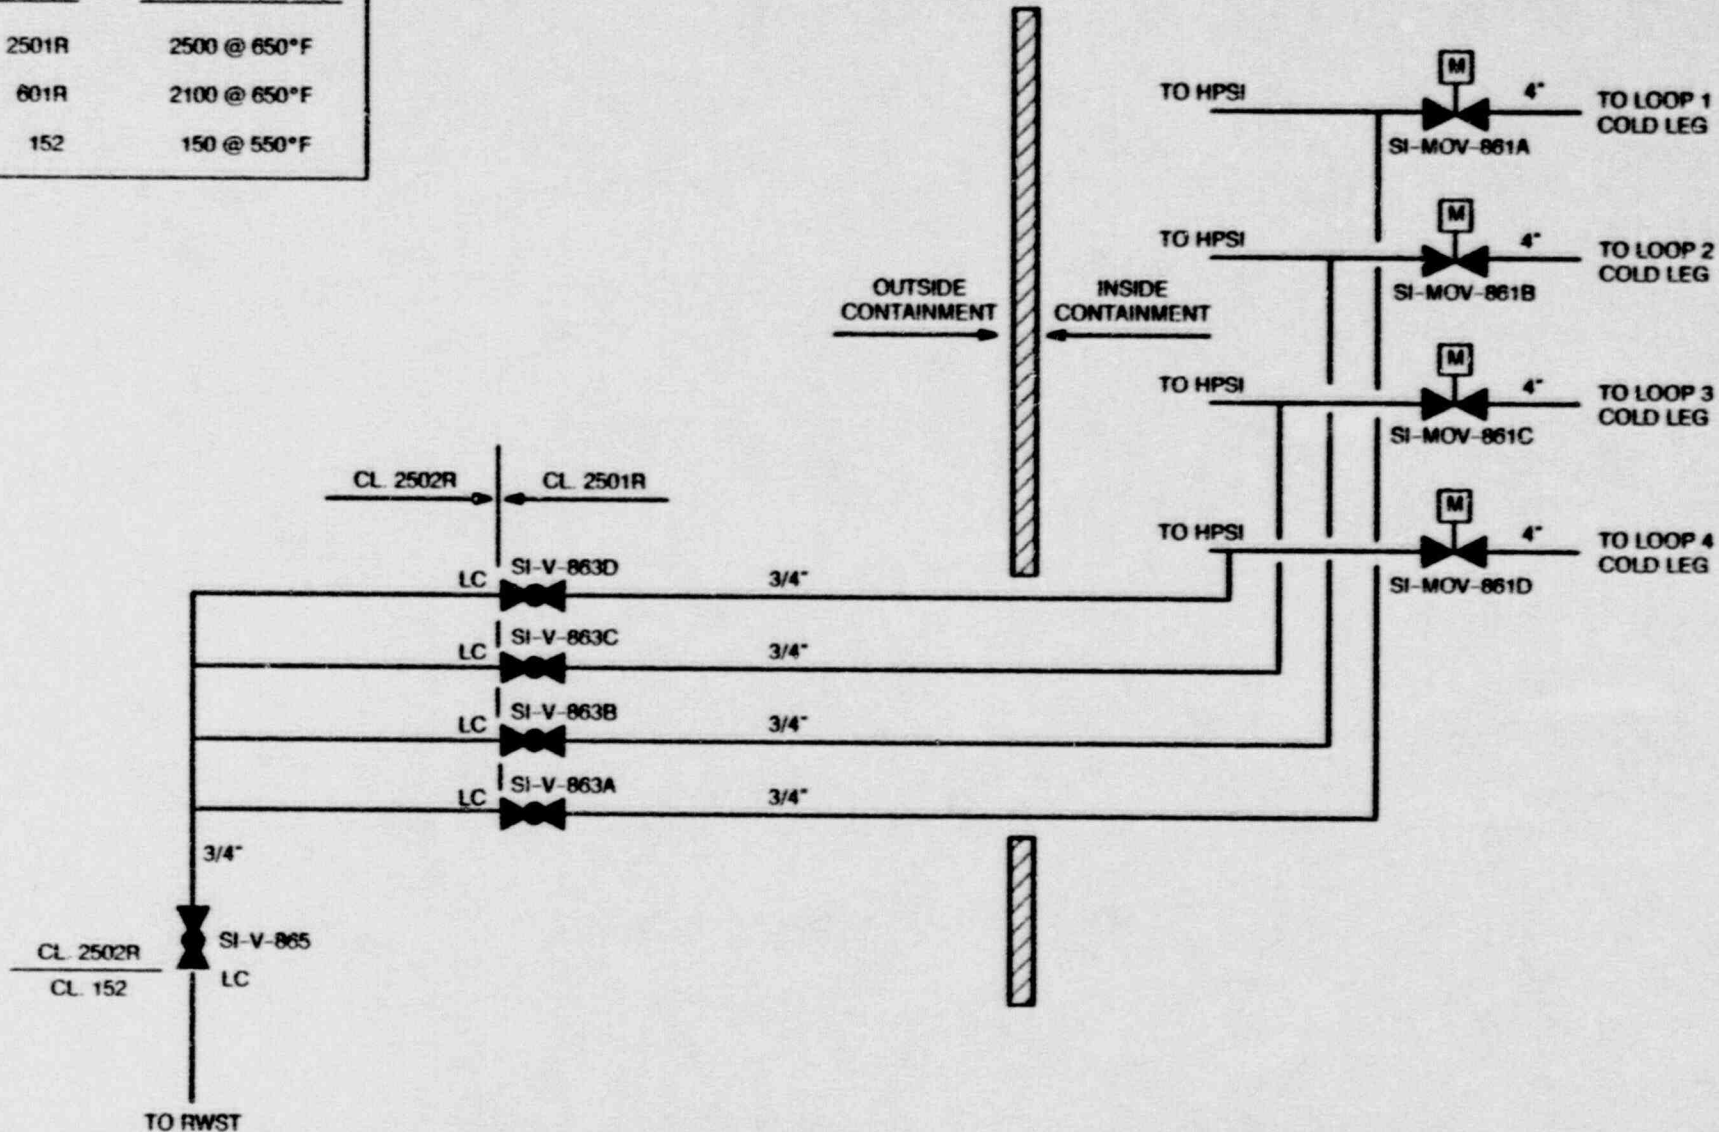 2501R 2500 @ 650°F
601R 2100 @ 650°F
152 150 @ 550°F
M
TO HPSI
4"
TO LOOP 1
COLD LEG
SI-MOV-861A
M
TO HPSI
4"
TO LOOP 2
COLD LEG
SI-MOV-861B
OUTSIDE
CONTAINMENT
INSIDE
CONTAINMENT
M
TO HPSI
4"
TO LOOP 3
COLD LEG
SI-MOV-861C
CL. 2502R
CL. 2501R
M
TO HPSI
4"
TO LOOP 4
COLD LEG
SI-MOV-861D
LC
SI-V-863D
3/4"
LC
SI-V-863C
3/4"
LC
SI-V-863B
3/4"
LC
SI-V-863A
3/4"
3/4"
SI-V-865
LC
CL. 2502R
CL. 152
TO RWST